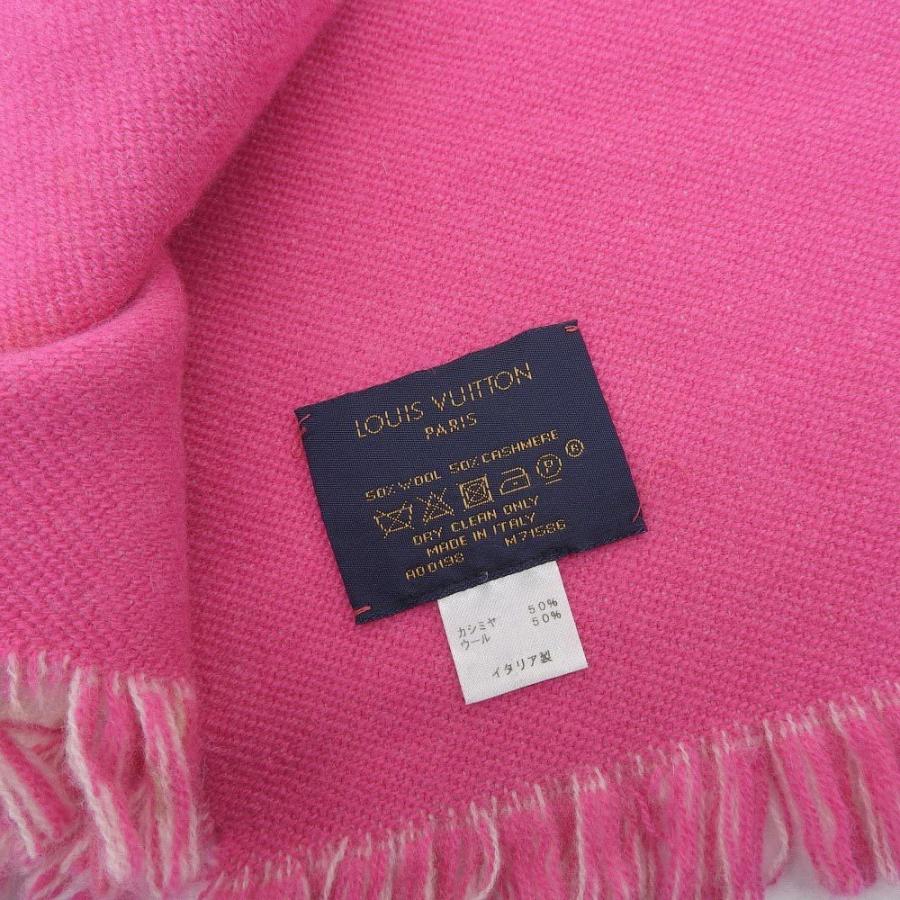 LOUIS VUITTON
PARIS
50% WOOL 50% CASHMERE
P ®
DRY CLEAN ONLY
MADE IN ITALY
A00198 M71586
カシミヤ 50%
ウール 50%
イタリア製